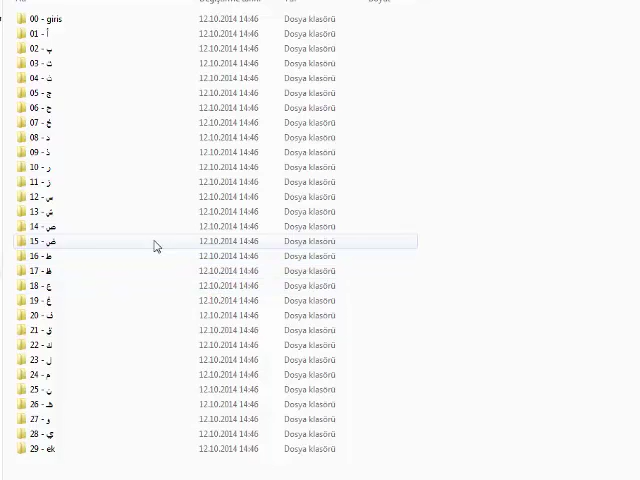 00 - giris 12.10.2014 14:46 Dosya klasörü
01 - أ 12.10.2014 14:46 Dosya klasörü
02 - ب 12.10.2014 14:46 Dosya klasörü
03 - ت 12.10.2014 14:46 Dosya klasörü
04 - ث 12.10.2014 14:46 Dosya klasörü
05 - ج 12.10.2014 14:46 Dosya klasörü
06 - ح 12.10.2014 14:46 Dosya klasörü
07 - خ 12.10.2014 14:46 Dosya klasörü
08 - د 12.10.2014 14:46 Dosya klasörü
09 - ذ 12.10.2014 14:46 Dosya klasörü
10 - ر 12.10.2014 14:46 Dosya klasörü
11 - ز 12.10.2014 14:46 Dosya klasörü
12 - س 12.10.2014 14:46 Dosya klasörü
13 - ش 12.10.2014 14:46 Dosya klasörü
14 - ص 12.10.2014 14:46 Dosya klasörü
15 - ض 12.10.2014 14:46 Dosya klasörü
16 - ط 12.10.2014 14:46 Dosya klasörü
17 - ظ 12.10.2014 14:46 Dosya klasörü
18 - ع 12.10.2014 14:46 Dosya klasörü
19 - غ 12.10.2014 14:46 Dosya klasörü
20 - ف 12.10.2014 14:46 Dosya klasörü
21 - ق 12.10.2014 14:46 Dosya klasörü
22 - ك 12.10.2014 14:46 Dosya klasörü
23 - ل 12.10.2014 14:46 Dosya klasörü
24 - م 12.10.2014 14:46 Dosya klasörü
25 - ن 12.10.2014 14:46 Dosya klasörü
26 - هـ 12.10.2014 14:46 Dosya klasörü
27 - و 12.10.2014 14:46 Dosya klasörü
28 - ي 12.10.2014 14:46 Dosya klasörü
29 - ek 12.10.2014 14:46 Dosya klasörü